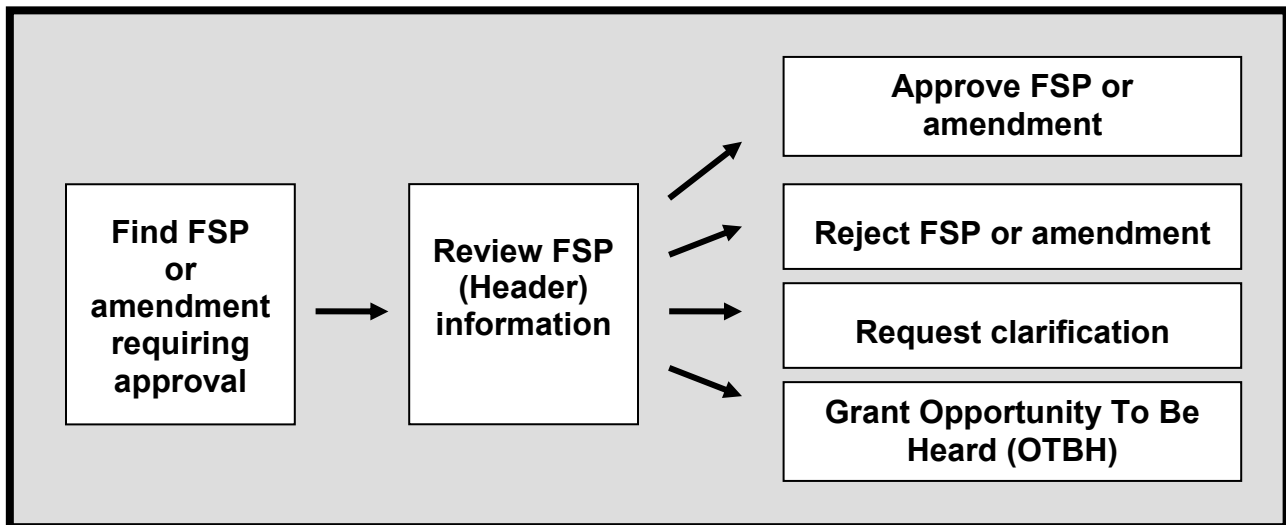 Find FSP
or
amendment
requiring
approval
Review FSP
(Header)
information
Approve FSP or
amendment
Reject FSP or amendment
Request clarification
Grant Opportunity To Be
Heard (OTBH)